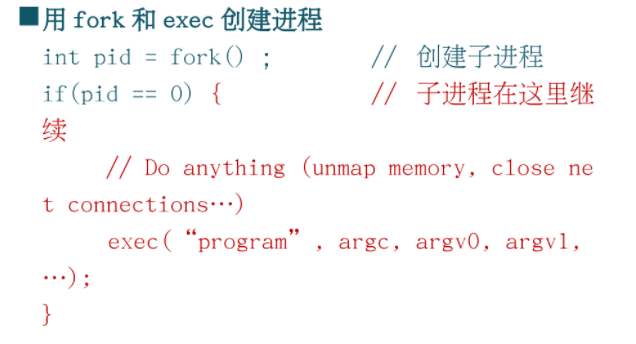 ■用 fork 和 exec 创建进程
int pid = fork() ; // 创建子进程
if(pid == 0) { // 子进程在这里继
续
// Do anything (unmap memory, close ne
t connections…)
exec(“program”, argc, argv0, argv1,
…);
}